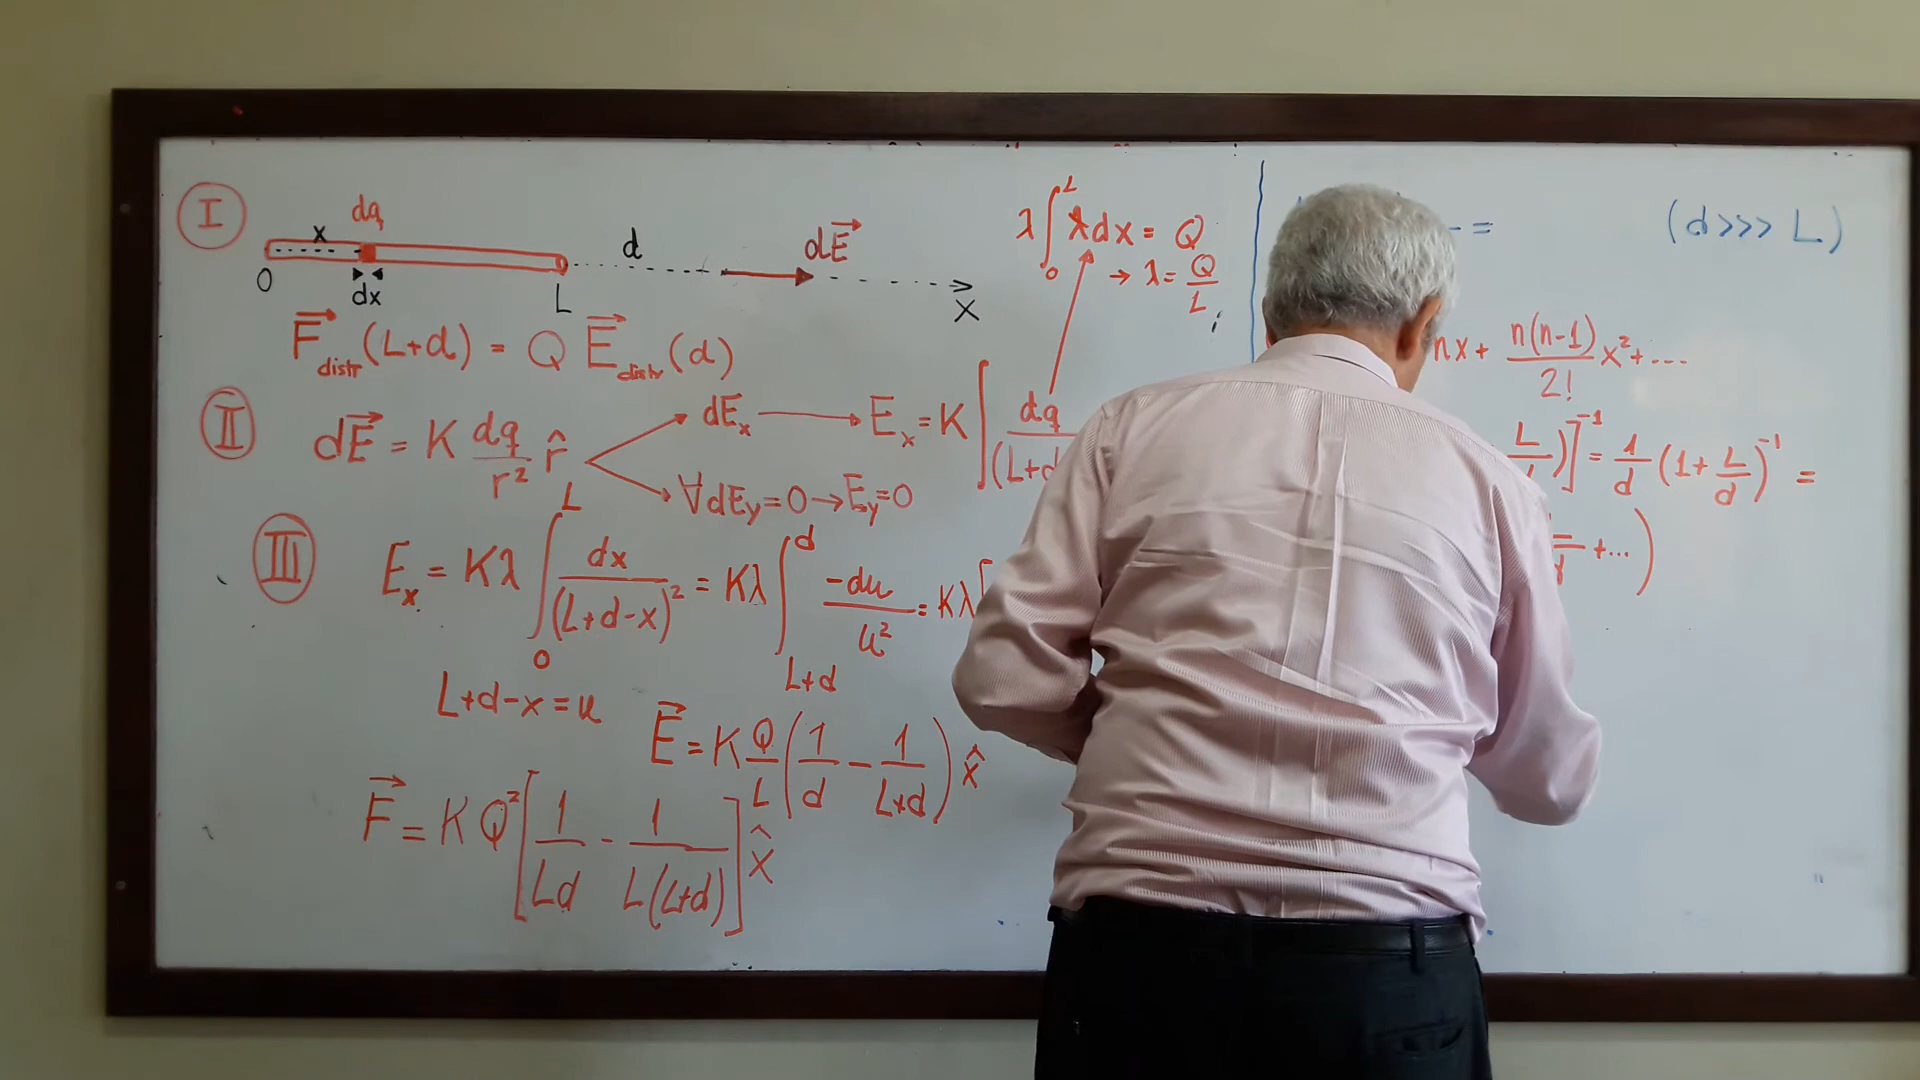 I
dq
x
0
dx
L
d
dE⃗
x
F⃗distr (L+d) = Q E⃗distr (d)
II
dE⃗ = K dq/r² r̂
dEx → Ex = K ∫ dq/(L+d
∀dEy=0→Ey=0
III
Ex = Kλ ∫₀ᴸ dx/(L+d-x)² = Kλ ∫_{L+d}^{d} -du/u² = Kλ[
L+d-x=u
E⃗ = K Q/L (1/d - 1/(L+d)) x̂
F⃗ = K Q² [1/(Ld) - 1/(L(L+d))] x̂
λ ∫₀ᴸ dx = Q
→ λ = Q/L
= (d >>> L)
nx + n(n-1)/2! x² + ....
L )]⁻¹ = 1/d (1+L/d)⁻¹ =
+... )